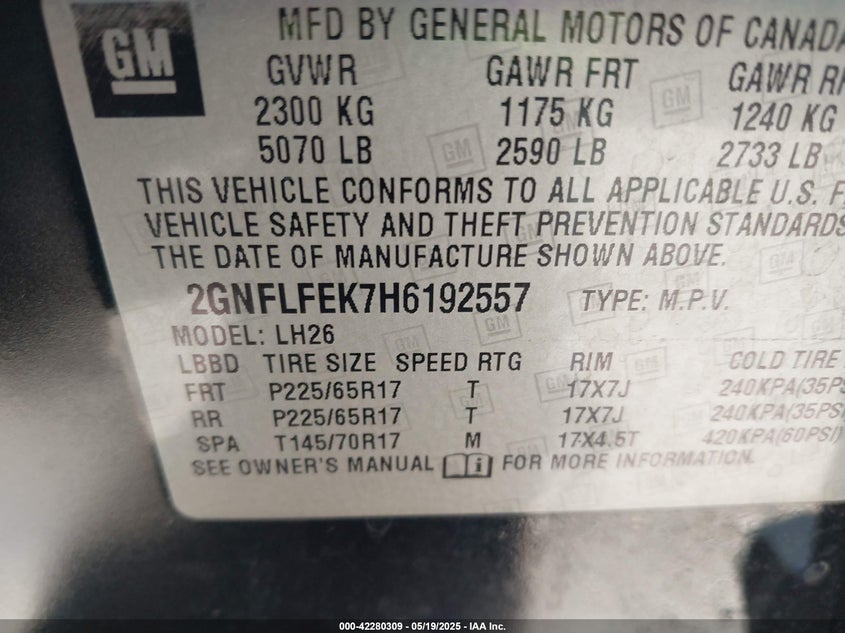 GM
MFD BY GENERAL MOTORS OF CANADA
GVWR GAWR FRT GAWR
2300 KG 1175 KG 1240 KG
5070 LB 2590 LB 2733 LB
THIS VEHICLE CONFORMS TO ALL APPLICABLE U.S. F
VEHICLE SAFETY AND THEFT PREVENTION STANDARDS
THE DATE OF MANUFACTURE SHOWN ABOVE.
2GNFLFEK7H6192557 TYPE: M.P.V.
MODEL: LH26
LBBD TIRE SIZE SPEED RTG RIM COLD TIRE
FRT P225/65R17 T 17X7J 240KPA(35PS
RR P225/65R17 T 17X7J 240KPA(35PSI
SPA T145/70R17 M 17X4.5T 420KPA(60PSI)
SEE OWNER'S MANUAL i FOR MORE INFORMATION.
000-42280309 - 05/19/2025 - IAA Inc.